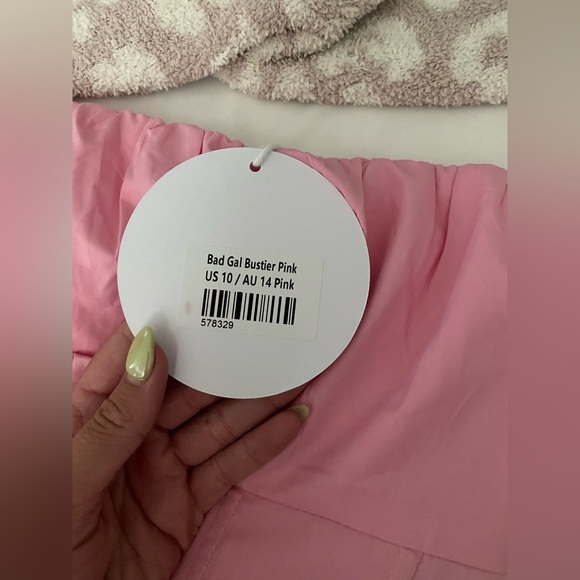 Bad Gal Bustier Pink
US 10 / AU 14 Pink
578329